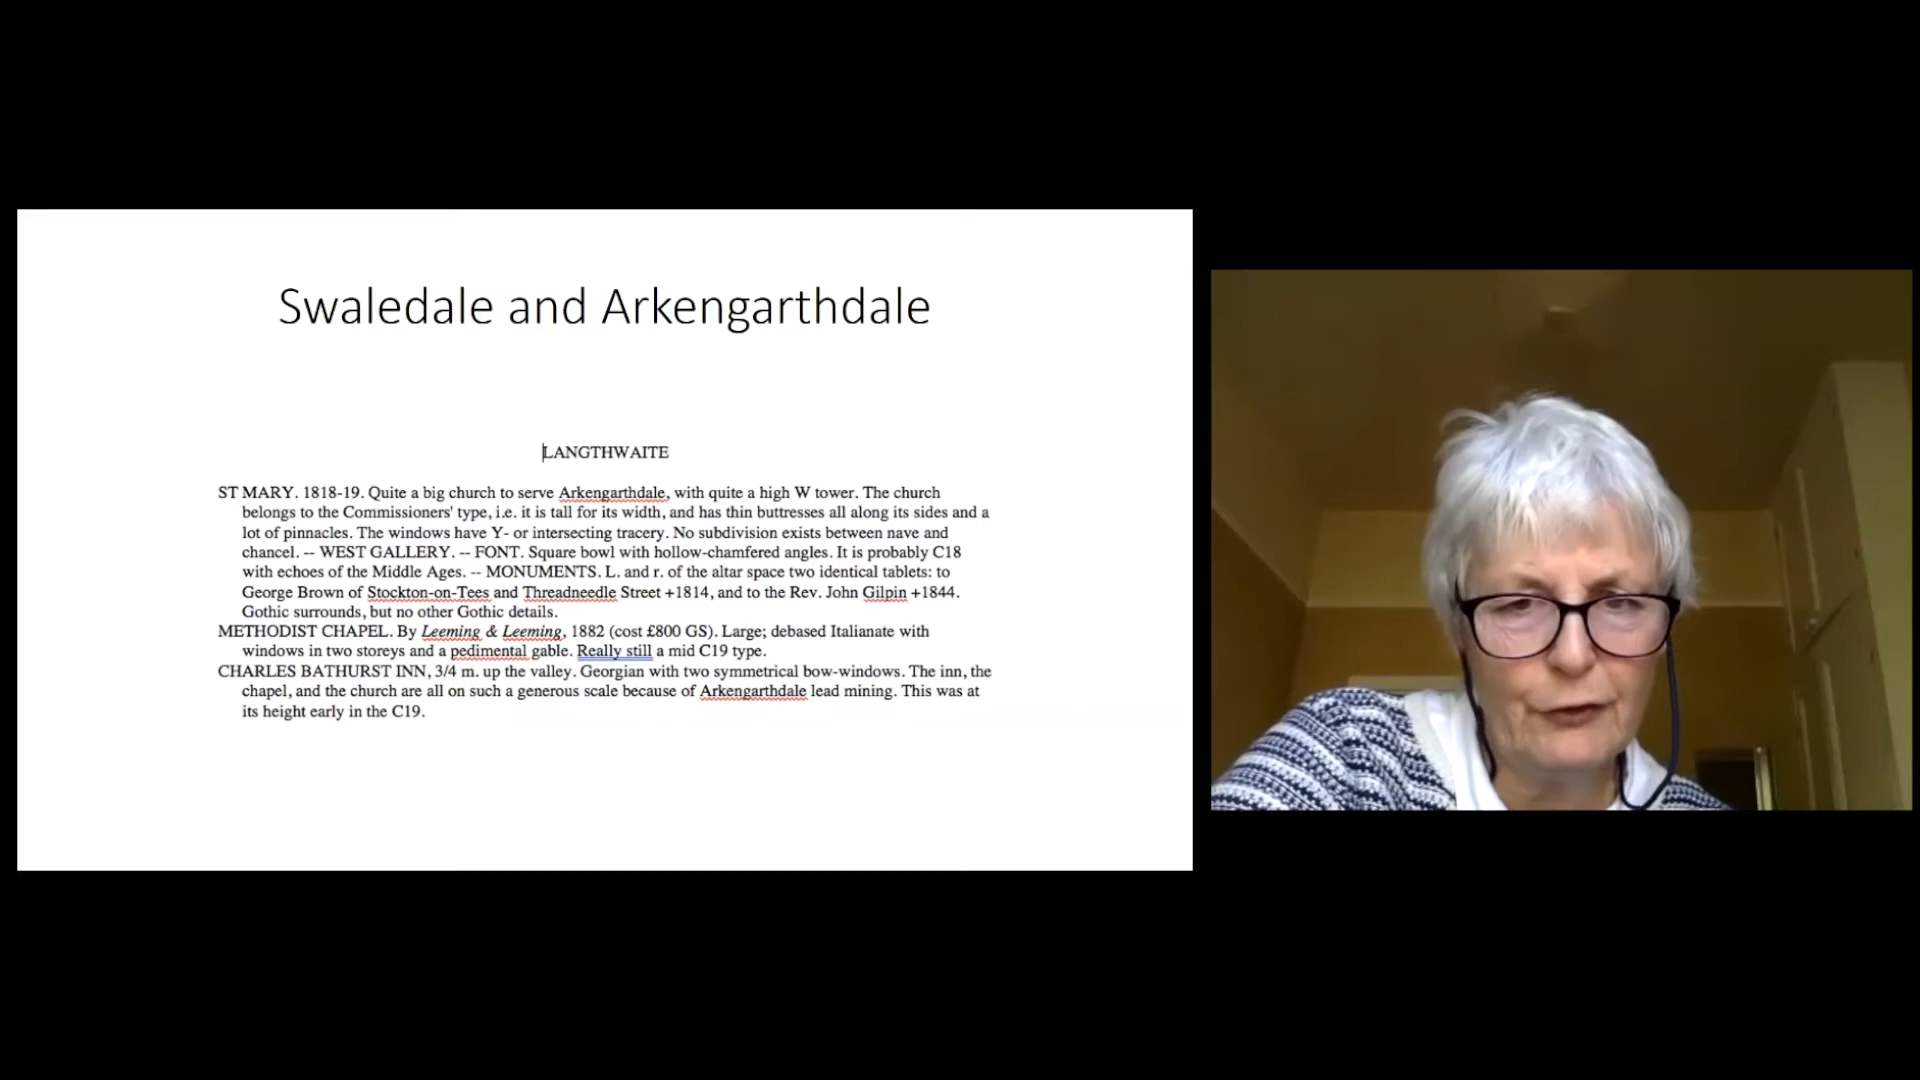 Swaledale and Arkengarthdale
LANGTHWAITE
ST MARY. 1818-19. Quite a big church to serve Arkengarthdale, with quite a high W tower. The church
belongs to the Commissioners' type, i.e. it is tall for its width, and has thin buttresses all along its sides and a
lot of pinnacles. The windows have Y- or intersecting tracery. No subdivision exists between nave and
chancel. -- WEST GALLERY. -- FONT. Square bowl with hollow-chamfered angles. It is probably C18
with echoes of the Middle Ages. -- MONUMENTS. L. and r. of the altar space two identical tablets: to
George Brown of Stockton-on-Tees and Threadneedle Street +1814, and to the Rev. John Gilpin +1844.
Gothic surrounds, but no other Gothic details.
METHODIST CHAPEL. By Leeming & Leeming, 1882 (cost £800 GS). Large; debased Italianate with
windows in two storeys and a pedimental gable. Really still a mid C19 type.
CHARLES BATHURST INN, 3/4 m. up the valley. Georgian with two symmetrical bow-windows. The inn, the
chapel, and the church are all on such a generous scale because of Arkengarthdale lead mining. This was at
its height early in the C19.